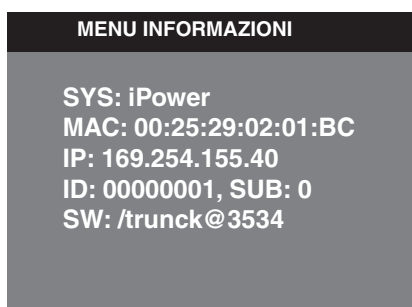 MENU INFORMAZIONI
SYS: iPower
MAC: 00:25:29:02:01:BC
IP: 169.254.155.40
ID: 00000001, SUB: 0
SW: /trunck@3534